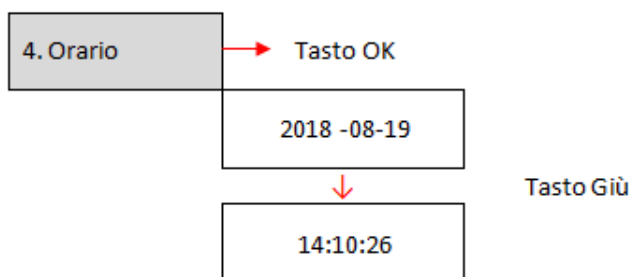 4. Orario
Tasto OK
2018 -08-19
Tasto Giù
14:10:26